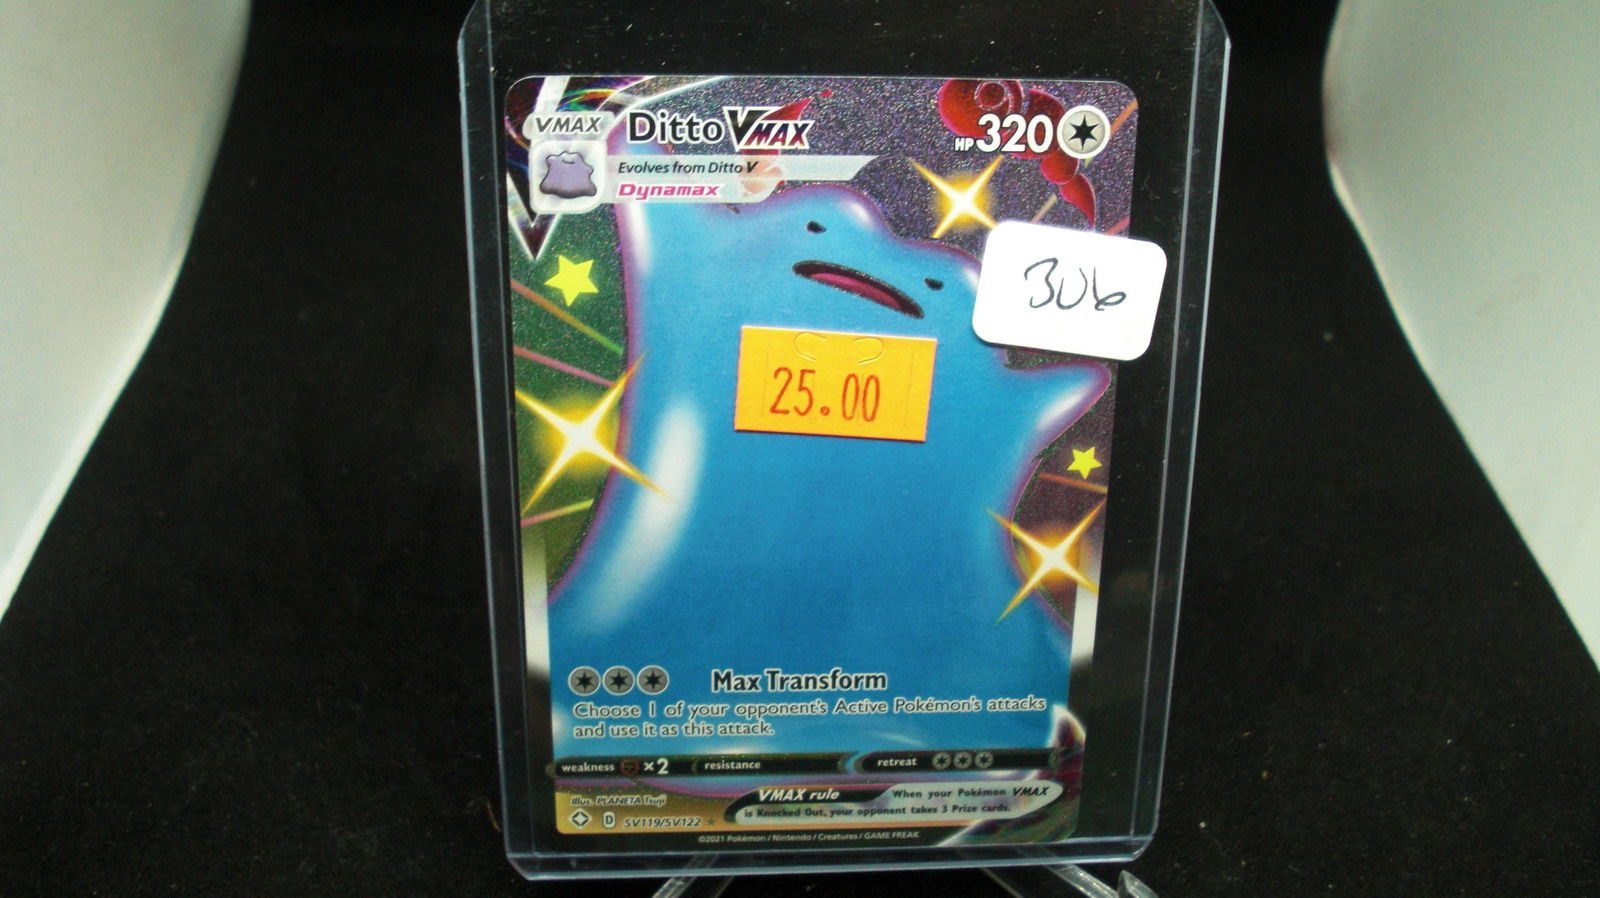 VMAX Ditto VMAX HP 320
Evolves from Ditto V
Dynamax
3U6
25.00
Max Transform
Choose 1 of your opponent's Active Pokémon's attacks
and use it as this attack.
weakness ×2 resistance retreat
Illus. PLANETA Tsuji
VMAX rule When your Pokémon VMAX
is Knocked Out, your opponent takes 3 Prize cards.
D SV119/SV122
©2021 Pokémon / Nintendo / Creatures / GAME FREAK